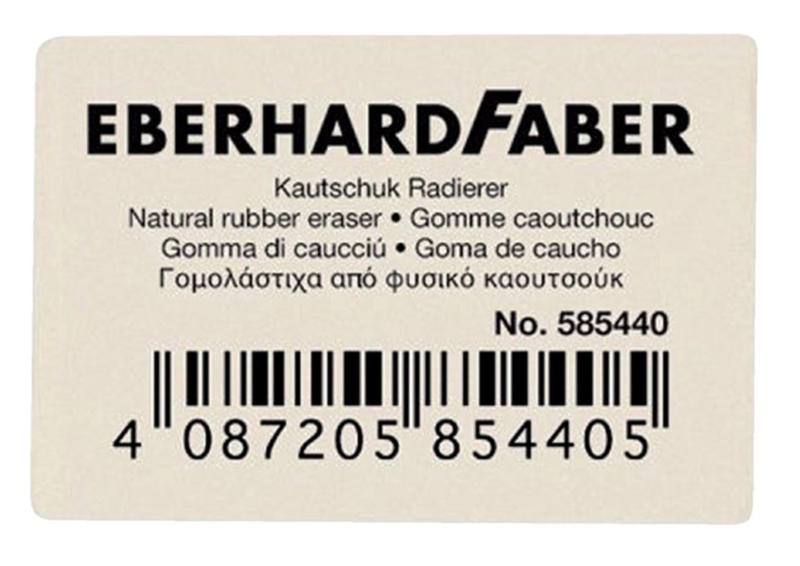 EBERHARDFABER
Kautschuk Radierer
Natural rubber eraser • Gomme caoutchouc
Gomma di caucciú • Goma de caucho
Γομολάστιχα από φυσικό καουτσούκ
No. 585440
4 087205 854405